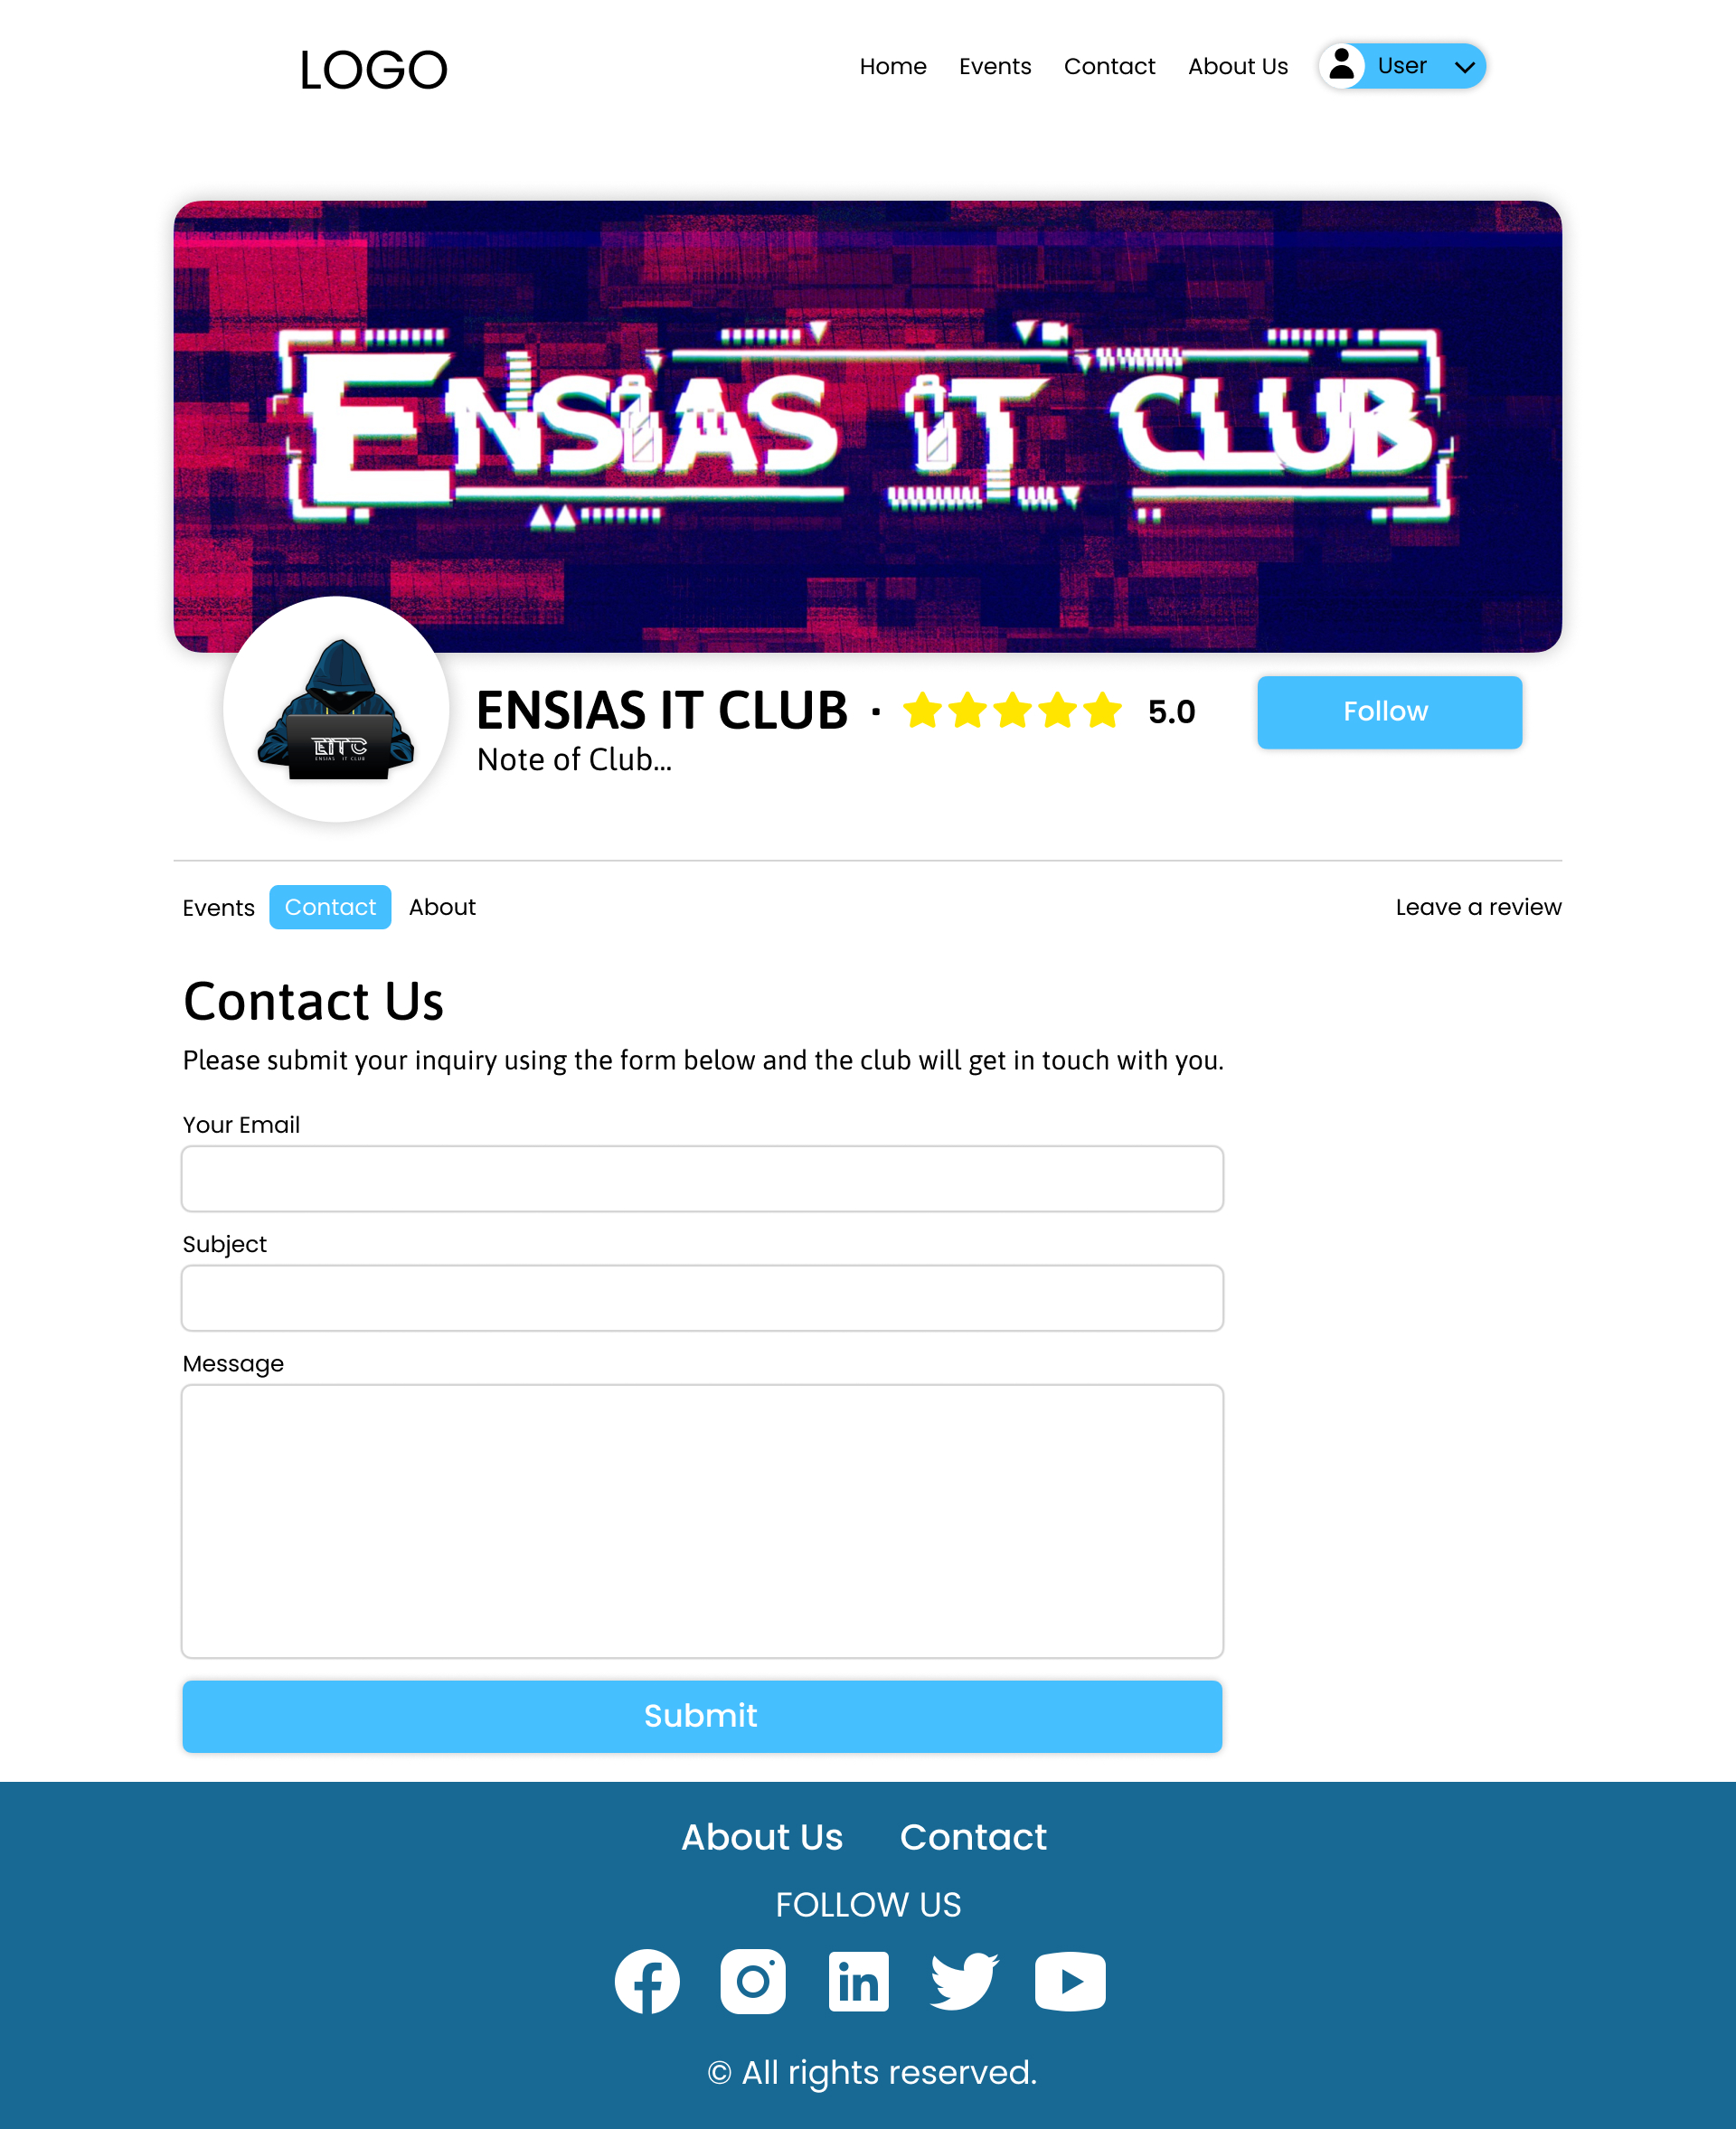 LOGO
Home Events Contact About Us User
ENSIAS IT CLUB
EITC
ENSIAS IT CLUB
ENSIAS IT CLUB · 5.0
Follow
Note of Club...
Events Contact About Leave a review
Contact Us
Please submit your inquiry using the form below and the club will get in touch with you.
Your Email
Subject
Message
Submit
About Us Contact
FOLLOW US
in
© All rights reserved.